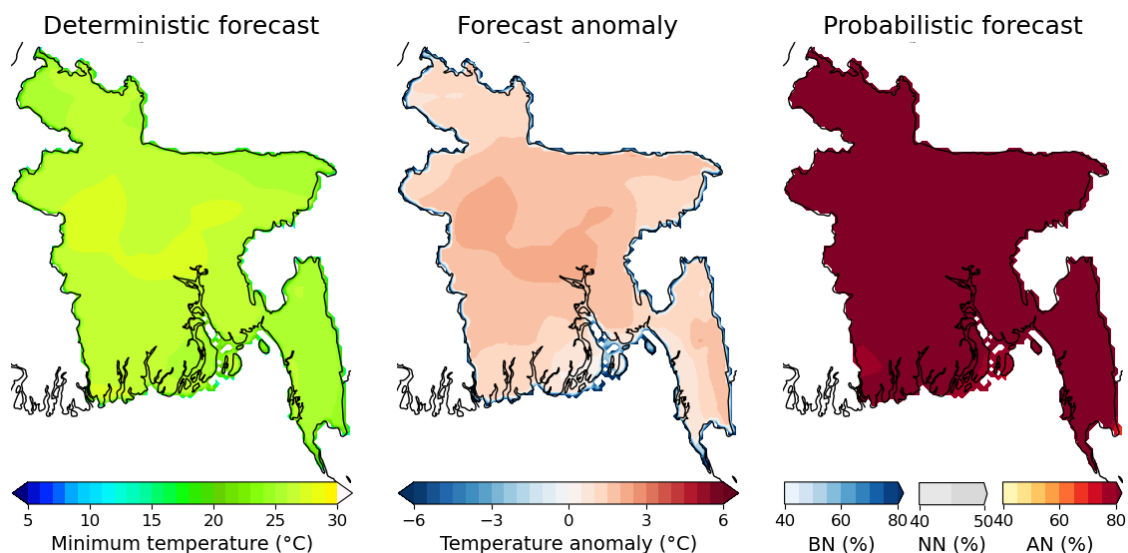 Deterministic forecast
Forecast anomaly
Probabilistic forecast
5 10 15 20 25 30
Minimum temperature (°C)
−6 −3 0 3 6
Temperature anomaly (°C)
40 60 80
BN (%)
40 50
NN (%)
40 60 80
AN (%)